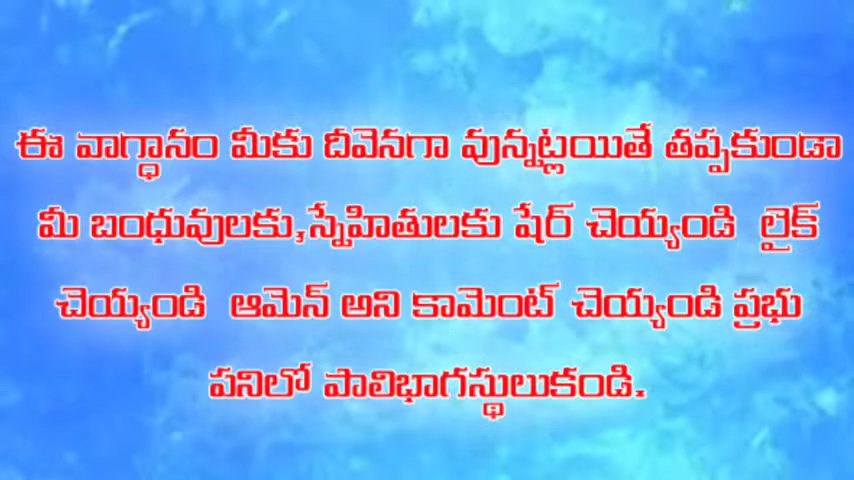 ఈ వాగ్ధానం మీకు దీవెనగా వున్నట్లయితే తప్పకుండా
మీ బంధువులకు,స్నేహితులకు షేర్ చెయ్యండి లైక్
చెయ్యండి ఆమెన్ అని కామెంట్ చెయ్యండి ప్రభు
పనిలో పాలిభాగస్థులుకండి.